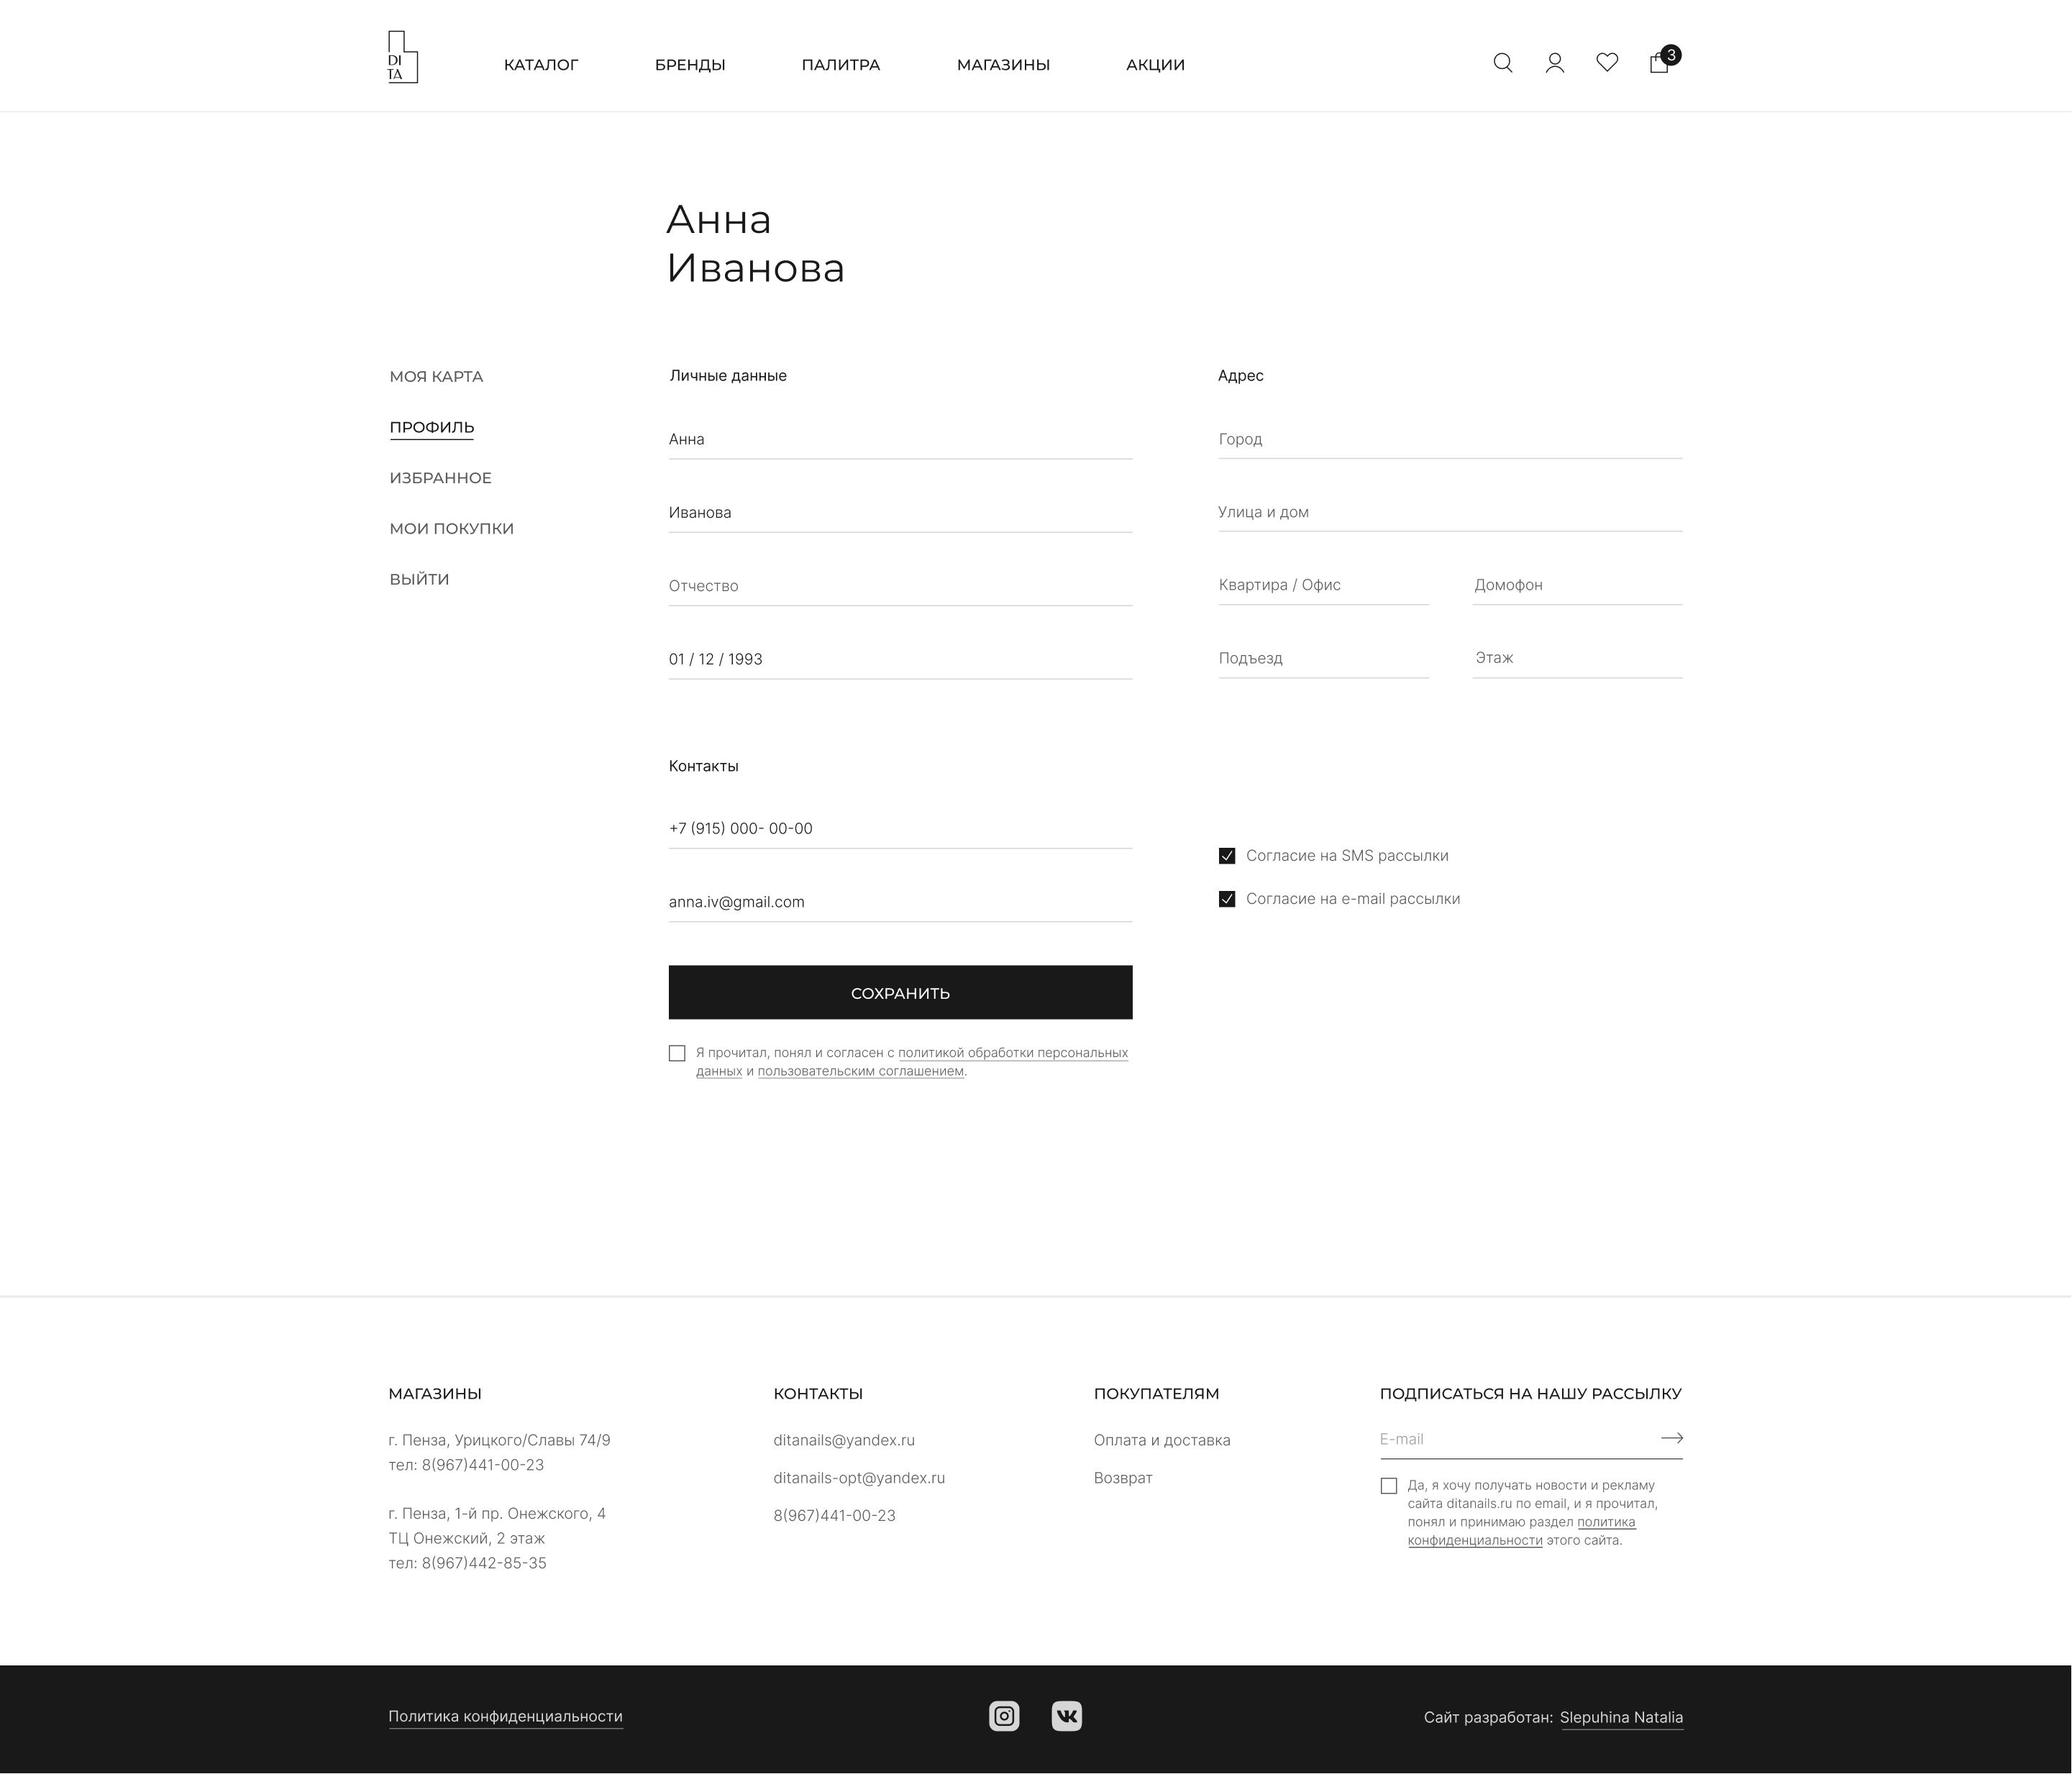 DI
TA
КАТАЛОГ
БРЕНДЫ
ПАЛИТРА
МАГАЗИНЫ
АКЦИИ
3
Анна
Иванова
МОЯ КАРТА
ПРОФИЛЬ
ИЗБРАННОЕ
МОИ ПОКУПКИ
ВЫЙТИ
Личные данные
Анна
Иванова
Отчество
01 / 12 / 1993
Контакты
+7 (915) 000- 00-00
anna.iv@gmail.com
СОХРАНИТЬ
Я прочитал, понял и согласен с политикой обработки персональных
данных и пользовательским соглашением.
Адрес
Город
Улица и дом
Квартира / Офис
Домофон
Подъезд
Этаж
Согласие на SMS рассылки
Согласие на e-mail рассылки
МАГАЗИНЫ
г. Пенза, Урицкого/Славы 74/9
тел: 8(967)441-00-23
г. Пенза, 1-й пр. Онежского, 4
ТЦ Онежский, 2 этаж
тел: 8(967)442-85-35
КОНТАКТЫ
ditanails@yandex.ru
ditanails-opt@yandex.ru
8(967)441-00-23
ПОКУПАТЕЛЯМ
Оплата и доставка
Возврат
ПОДПИСАТЬСЯ НА НАШУ РАССЫЛКУ
E-mail
Да, я хочу получать новости и рекламу
сайта ditanails.ru по email, и я прочитал,
понял и принимаю раздел политика
конфиденциальности этого сайта.
Политика конфиденциальности
Сайт разработан: Slepuhina Natalia